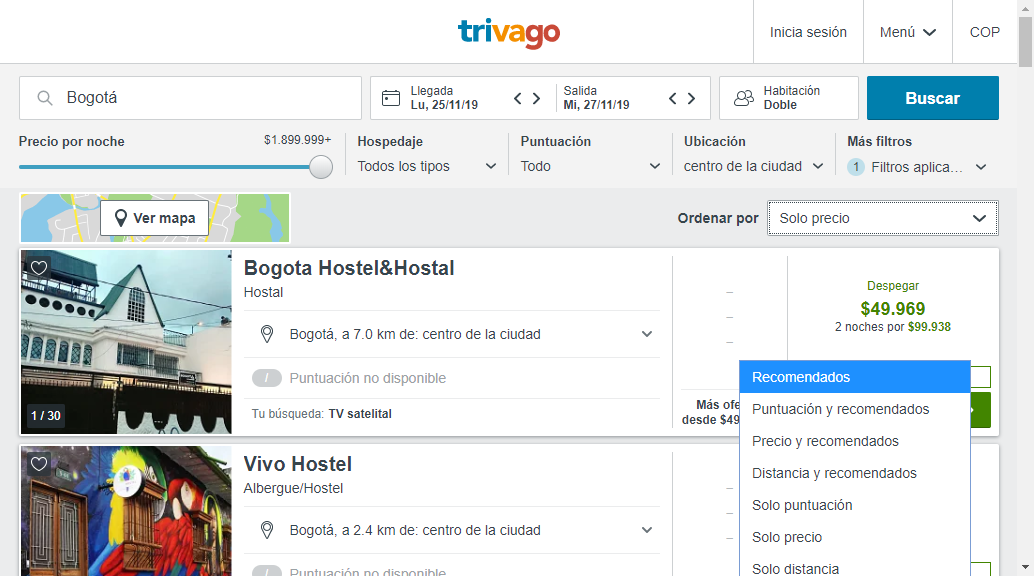 trivago
Inicia sesión
Menú
COP
Bogotá
Llegada
Lu, 25/11/19
Salida
Mi, 27/11/19
Habitación
Doble
Buscar
Precio por noche
$1.899.999+
Hospedaje
Todos los tipos
Puntuación
Todo
Ubicación
centro de la ciudad
Más filtros
1 Filtros aplica...
Ver mapa
Ordenar por
Solo precio
Bogota Hostel&Hostal
Hostal
Bogotá, a 7.0 km de: centro de la ciudad
/ Puntuación no disponible
Tu búsqueda: TV satelital
1 / 30
Despegar
$49.969
2 noches por $99.938
Más ofe
desde $49
Recomendados
Puntuación y recomendados
Precio y recomendados
Distancia y recomendados
Solo puntuación
Solo precio
Solo distancia
Vivo Hostel
Albergue/Hostel
Bogotá, a 2.4 km de: centro de la ciudad
/ Puntuación no disponible